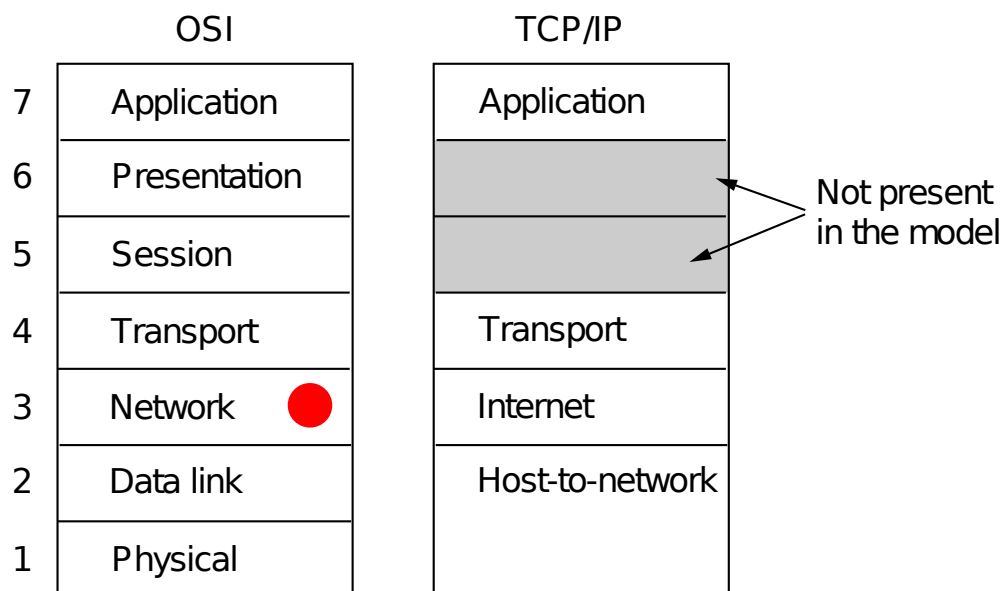 OSI TCP/IP
7 Application Application
6 Presentation
Not present
in the model
5 Session
4 Transport Transport
3 Network Internet
2 Data link Host-to-network
1 Physical